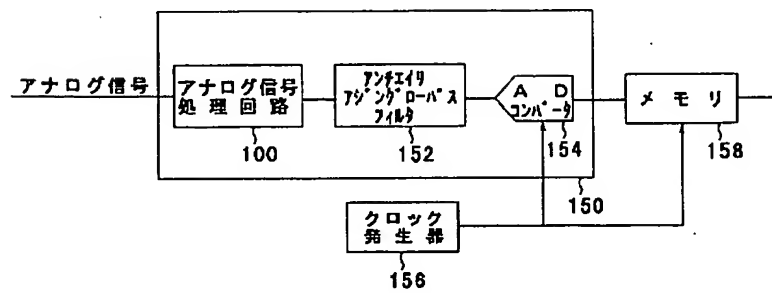 アナログ信号
アナログ信号
処理回路
100
アンチエイリ
アジングローパス
フィルタ
152
A D
コンバータ
154
メモリ
158
150
クロック
発生器
156